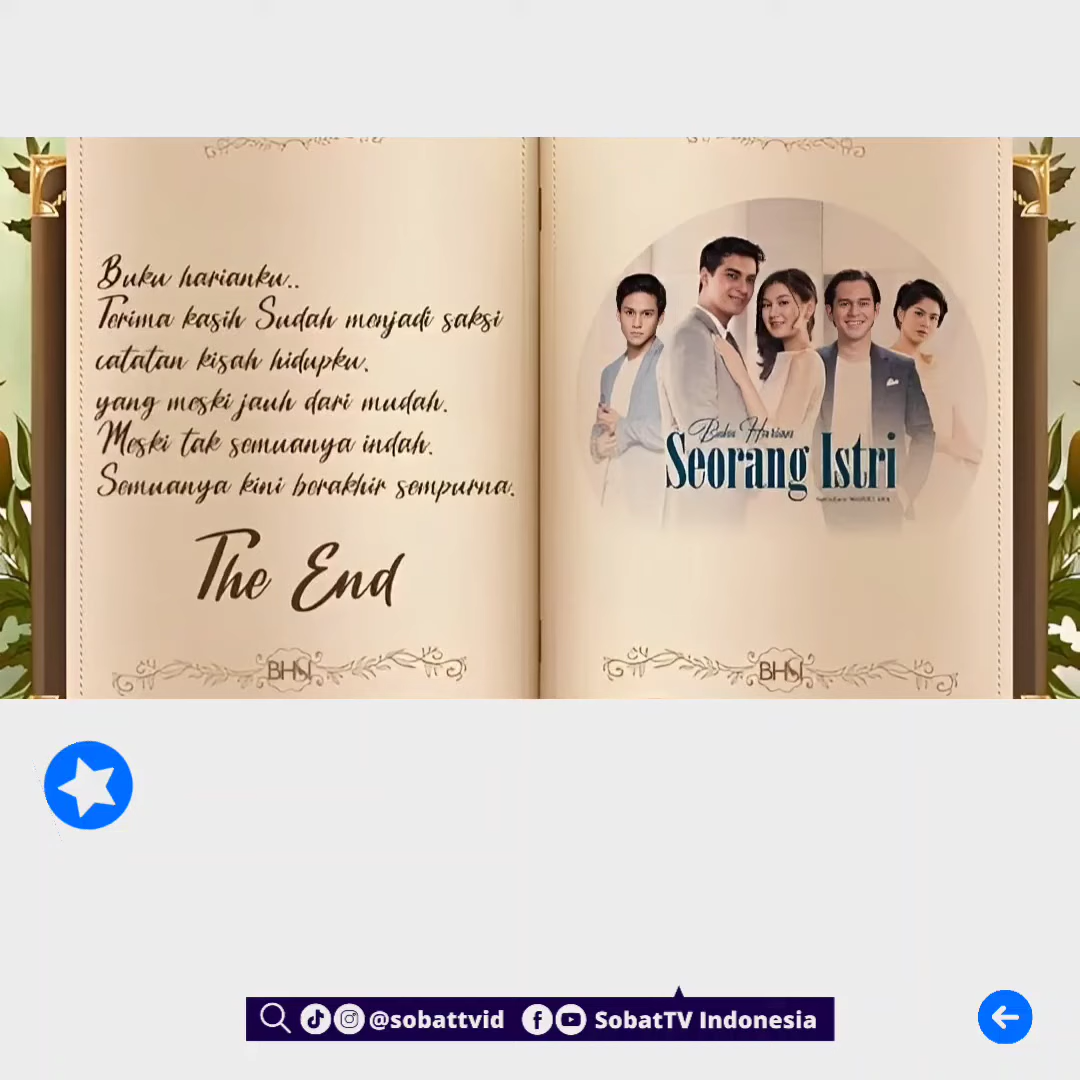 Buku harianku..
Terima kasih Sudah menjadi saksi
catatan kisah hidupku.
yang meski jauh dari mudah.
Meski tak semuanya indah.
Semuanya kini berakhir sempurna.
The End
BHSI
Buku Harian
Seorang Istri
BHSI
@sobattvid
SobatTV Indonesia